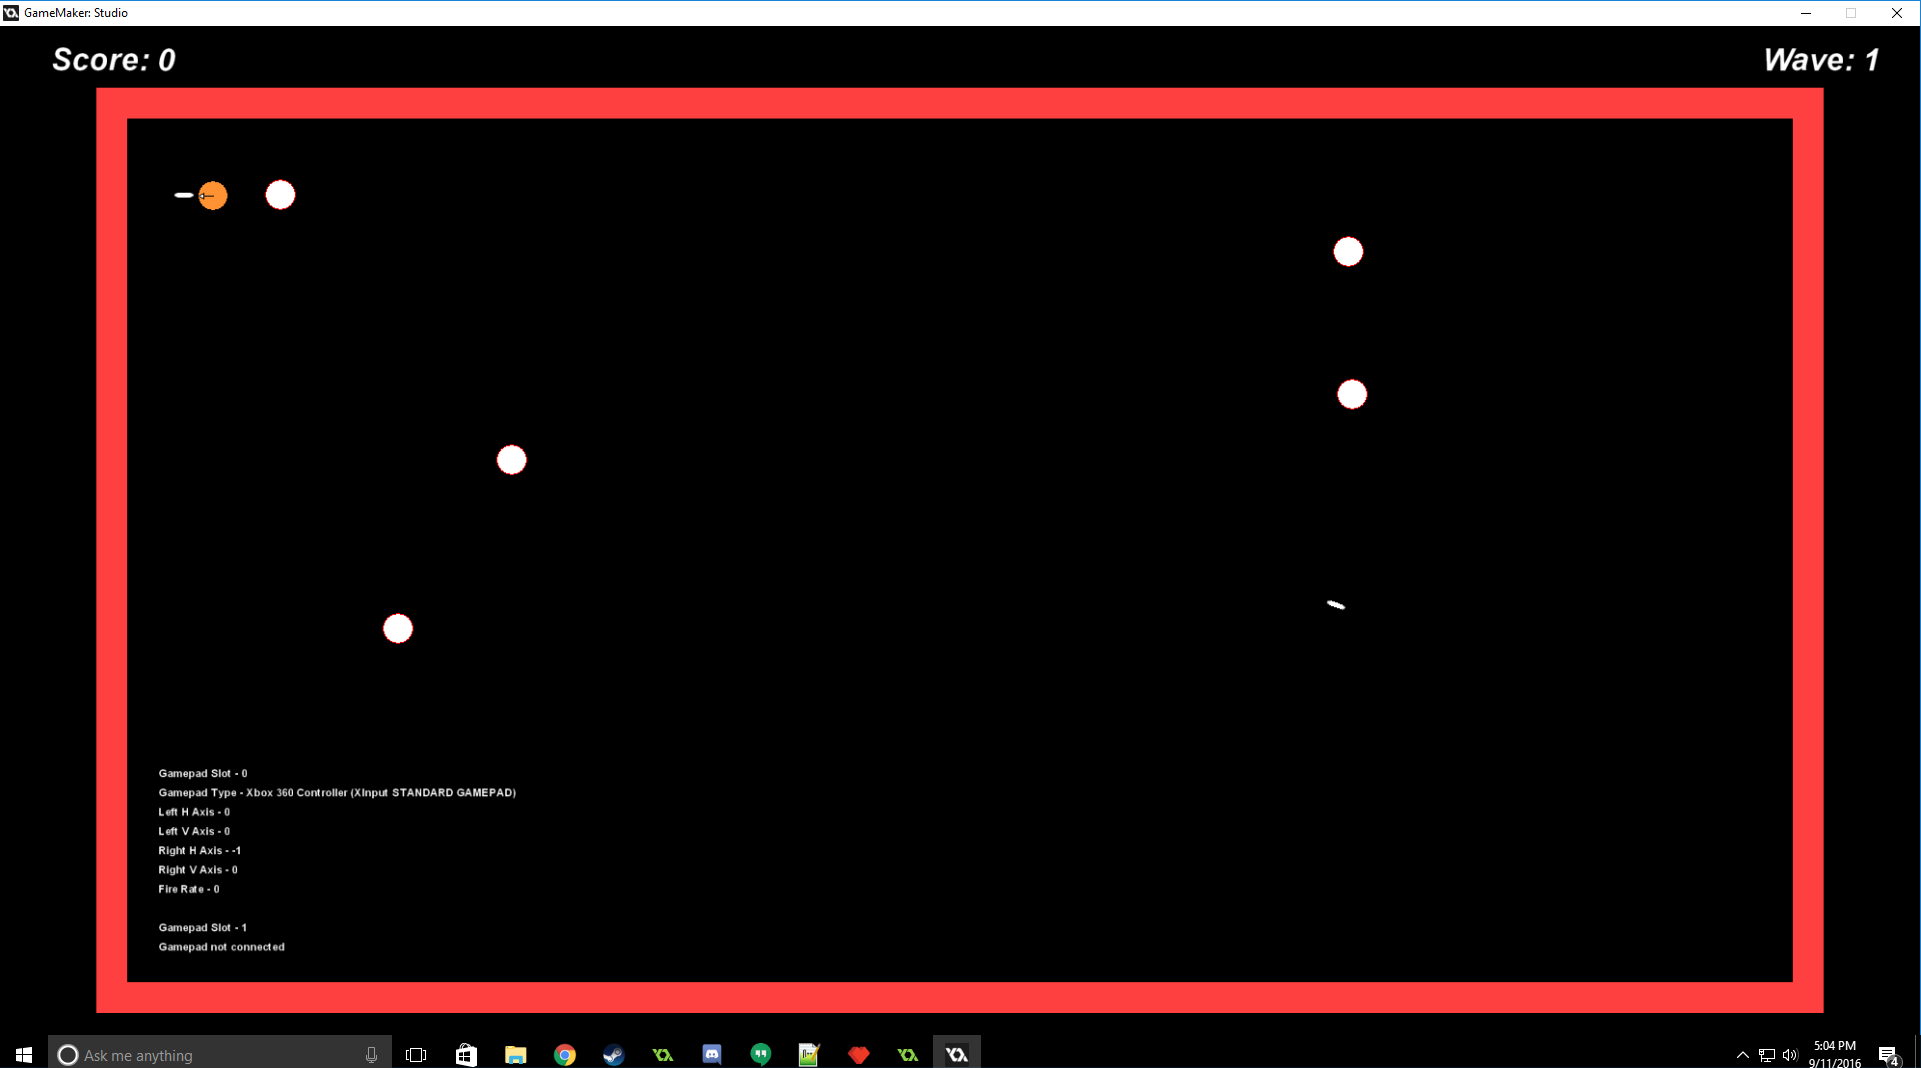 GameMaker: Studio
Score: 0
Wave: 1
Gamepad Slot - 0
Gamepad Type - Xbox 360 Controller (XInput STANDARD GAMEPAD)
Left H Axis - 0
Left V Axis - 0
Right H Axis - -1
Right V Axis - 0
Fire Rate - 0
Gamepad Slot - 1
Gamepad not connected
Ask me anything
5:04 PM
9/11/2016
4